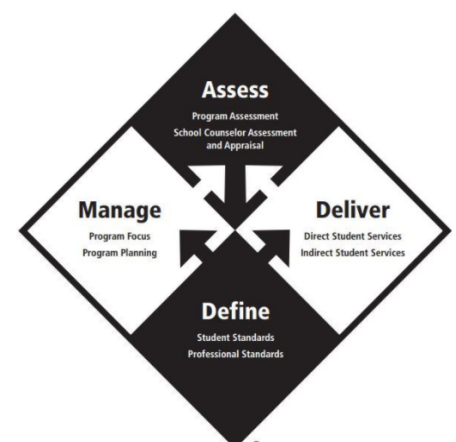 Assess
Program Assessment
School Counselor Assessment
and Appraisal
Manage
Program Focus
Program Planning
Deliver
Direct Student Services
Indirect Student Services
Define
Student Standards
Professional Standards